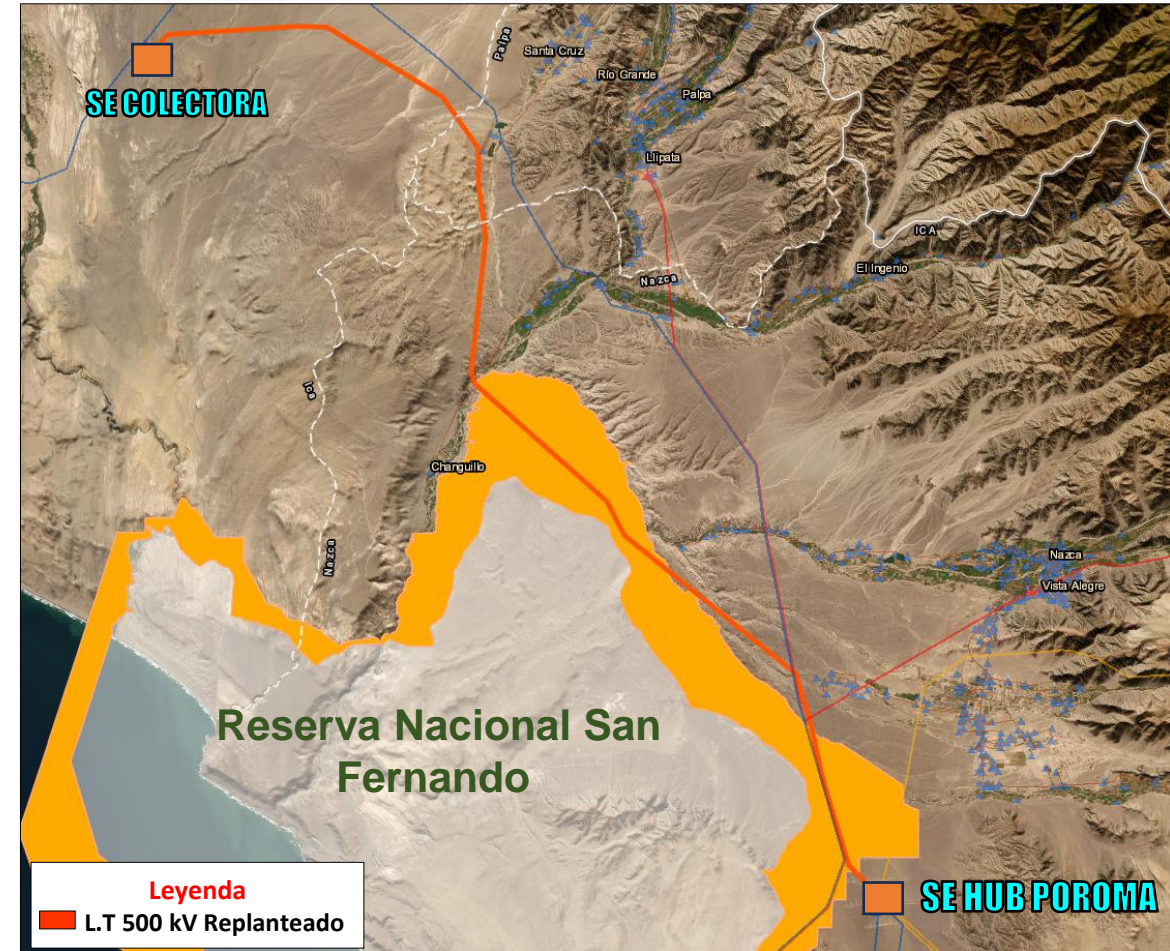 SE COLECTORA
Palpa
Santa Cruz
Río Grande
Palpa
Llipata
ICA
El Ingenio
Nazca
Ica
Changuillo
Nazca
Nazca
Vista Alegre
Reserva Nacional San
Fernando
Leyenda
L.T 500 kV Replanteado
SE HUB POROMA